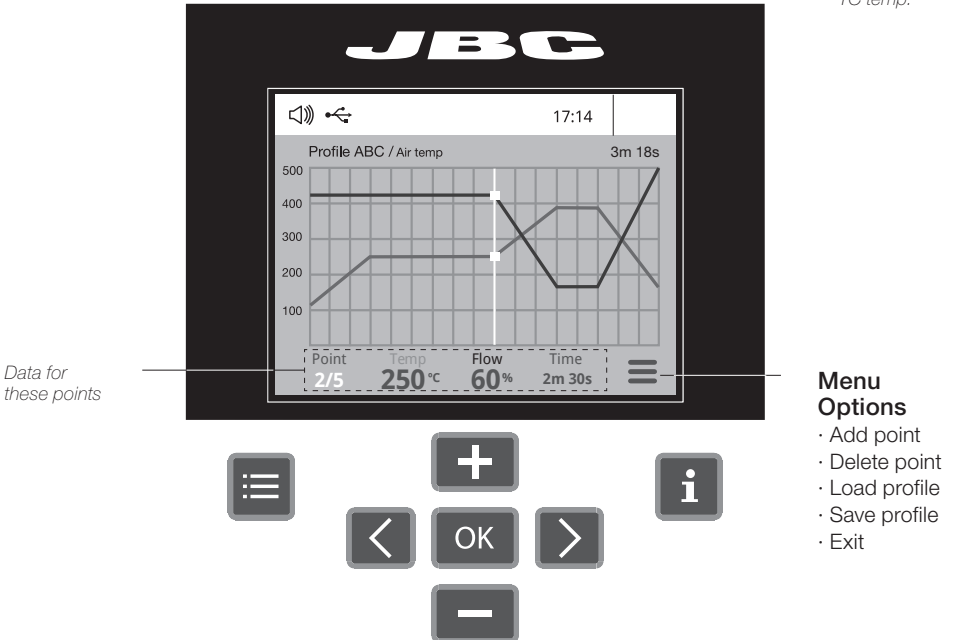 TC temp.
JBC
17:14
Profile ABC / Air temp 3m 18s
500
400
300
200
100
Point Temp Flow Time
2/5 250 ºC 60 % 2m 30s
Data for
these points
Menu
Options
· Add point
· Delete point
· Load profile
· Save profile
· Exit
i
OK